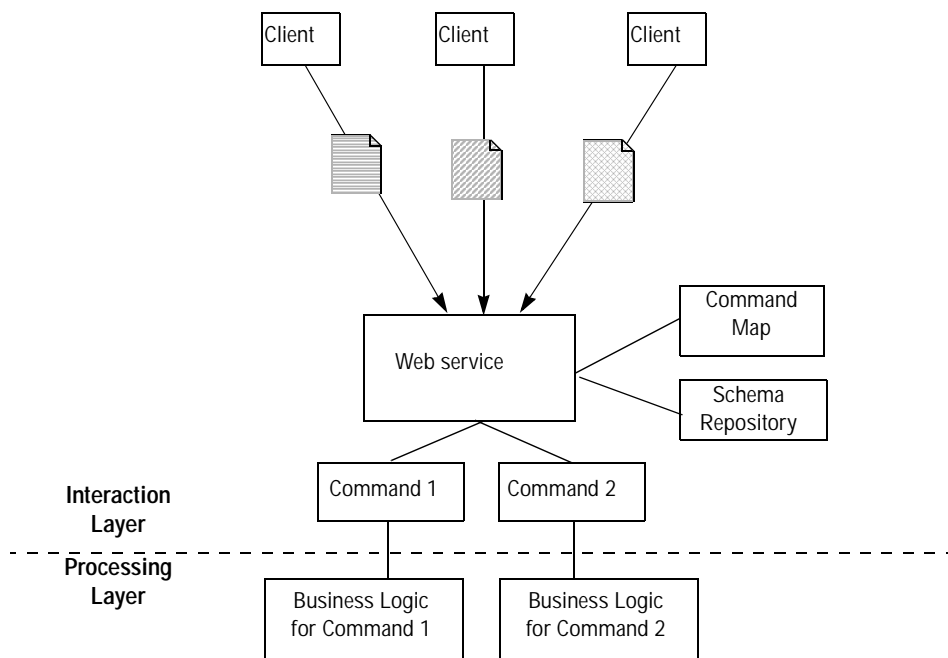 Client
Client
Client
Command
Map
Web service
Schema
Repository
Command 1
Command 2
Interaction
Layer
Processing
Layer
Business Logic
for Command 1
Business Logic
for Command 2